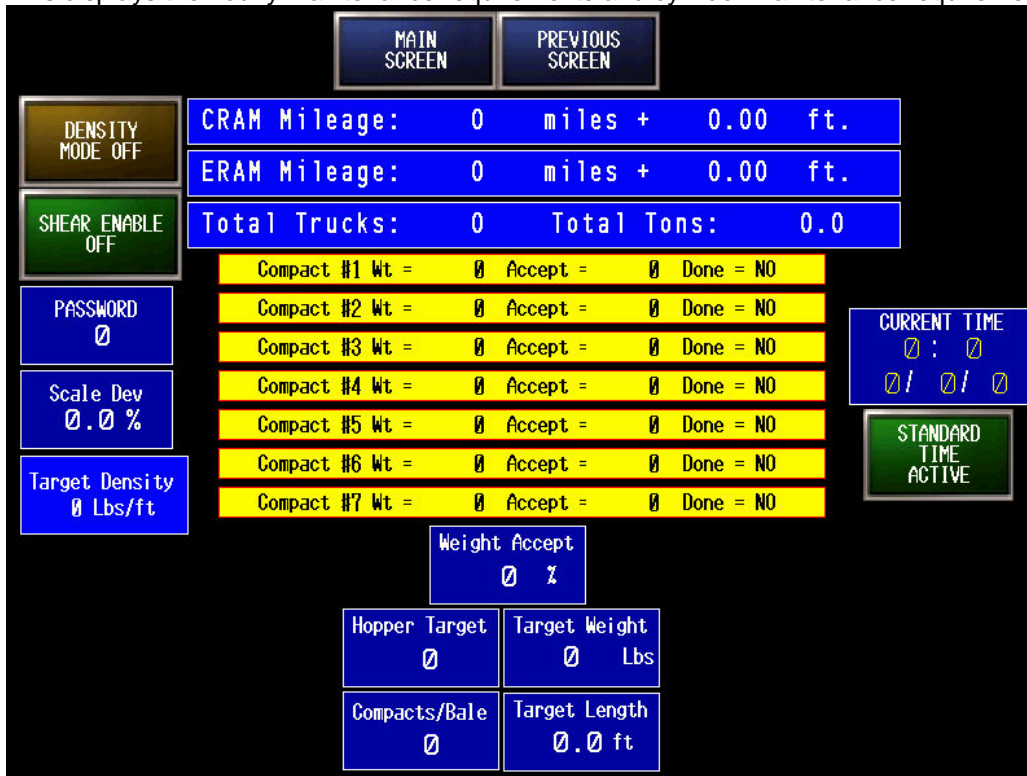 MAIN
SCREEN
PREVIOUS
SCREEN
DENSITY
MODE OFF
CRAM Mileage: 0 miles + 0.00 ft.
ERAM Mileage: 0 miles + 0.00 ft.
SHEAR ENABLE
OFF
Total Trucks: 0 Total Tons: 0.0
Compact #1 Wt = 0 Accept = 0 Done = NO
Compact #2 Wt = 0 Accept = 0 Done = NO
Compact #3 Wt = 0 Accept = 0 Done = NO
Compact #4 Wt = 0 Accept = 0 Done = NO
Compact #5 Wt = 0 Accept = 0 Done = NO
Compact #6 Wt = 0 Accept = 0 Done = NO
Compact #7 Wt = 0 Accept = 0 Done = NO
PASSWORD
0
Scale Dev
0.0 %
Target Density
0 Lbs/ft
CURRENT TIME
0 : 0
0/ 0/ 0
STANDARD
TIME
ACTIVE
Weight Accept
0 %
Hopper Target
0
Target Weight
0 Lbs
Compacts/Bale
0
Target Length
0.0 ft